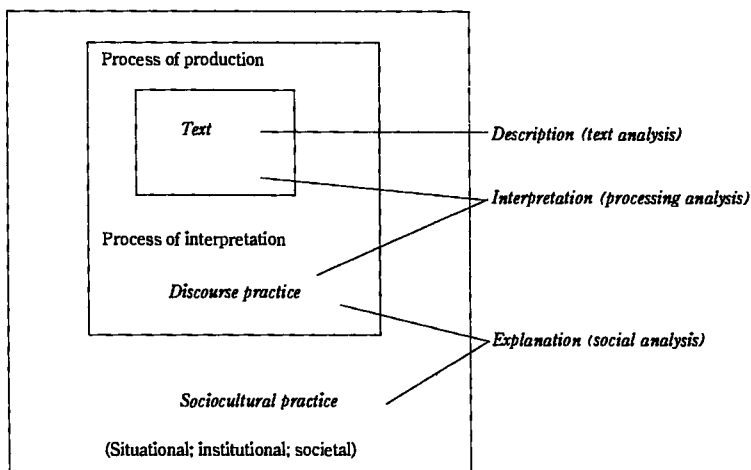 Process of production
Text
Description (text analysis)
Interpretation (processing analysis)
Process of interpretation
Discourse practice
Explanation (social analysis)
Sociocultural practice
(Situational; institutional; societal)